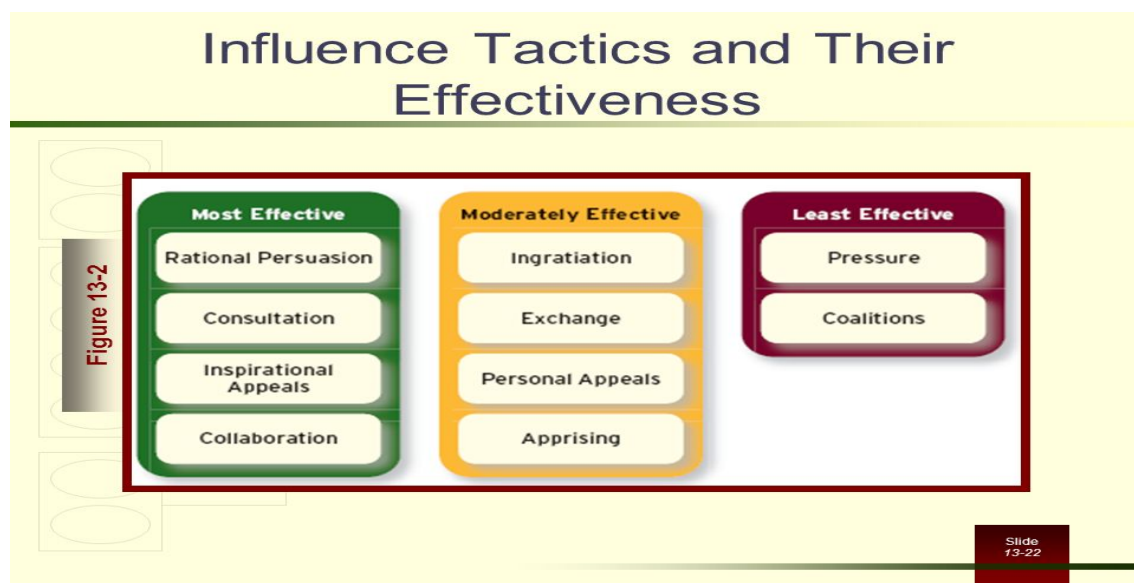 Influence Tactics and Their
Effectiveness
Figure 13-2
Most Effective
Rational Persuasion
Consultation
Inspirational
Appeals
Collaboration
Moderately Effective
Ingratiation
Exchange
Personal Appeals
Apprising
Least Effective
Pressure
Coalitions
Slide
13-22